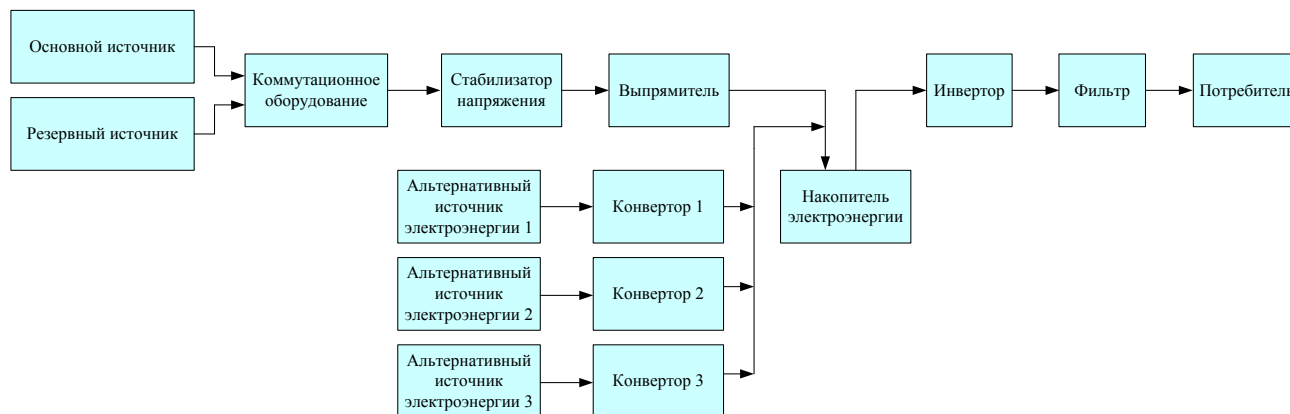 Основной источник
Резервный источник
Коммутационное
оборудование
Стабилизатор
напряжения
Выпрямитель
Инвертор
Фильтр
Потребитель
Альтернативный
источник
электроэнергии 1
Конвертор 1
Накопитель
электроэнергии
Альтернативный
источник
электроэнергии 2
Конвертор 2
Альтернативный
источник
электроэнергии 3
Конвертор 3